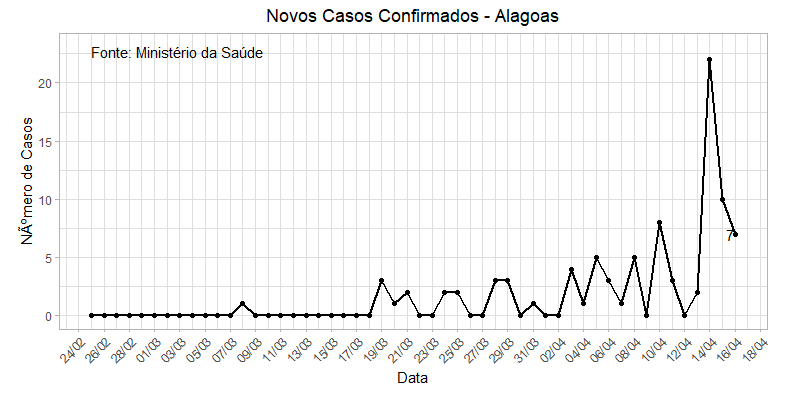 Novos Casos Confirmados - Alagoas
Fonte: Ministério da Saúde
NÃºmero de Casos
20
15
10
5
0
7
24/02 26/02 28/02 01/03 03/03 05/03 07/03 09/03 11/03 13/03 15/03 17/03 19/03 21/03 23/03 25/03 27/03 29/03 31/03 02/04 04/04 06/04 08/04 10/04 12/04 14/04 16/04 18/04
Data